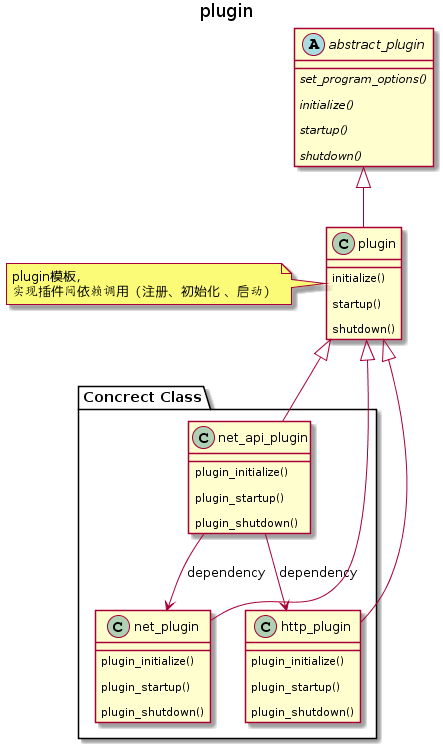 plugin
A abstract_plugin
set_program_options()
initialize()
startup()
shutdown()
C plugin
initialize()
startup()
shutdown()
plugin模板,
实现插件间依赖调用（注册、初始化 、启动）
Concrect Class
C net_api_plugin
plugin_initialize()
plugin_startup()
plugin_shutdown()
dependency
dependency
C net_plugin
plugin_initialize()
plugin_startup()
plugin_shutdown()
C http_plugin
plugin_initialize()
plugin_startup()
plugin_shutdown()